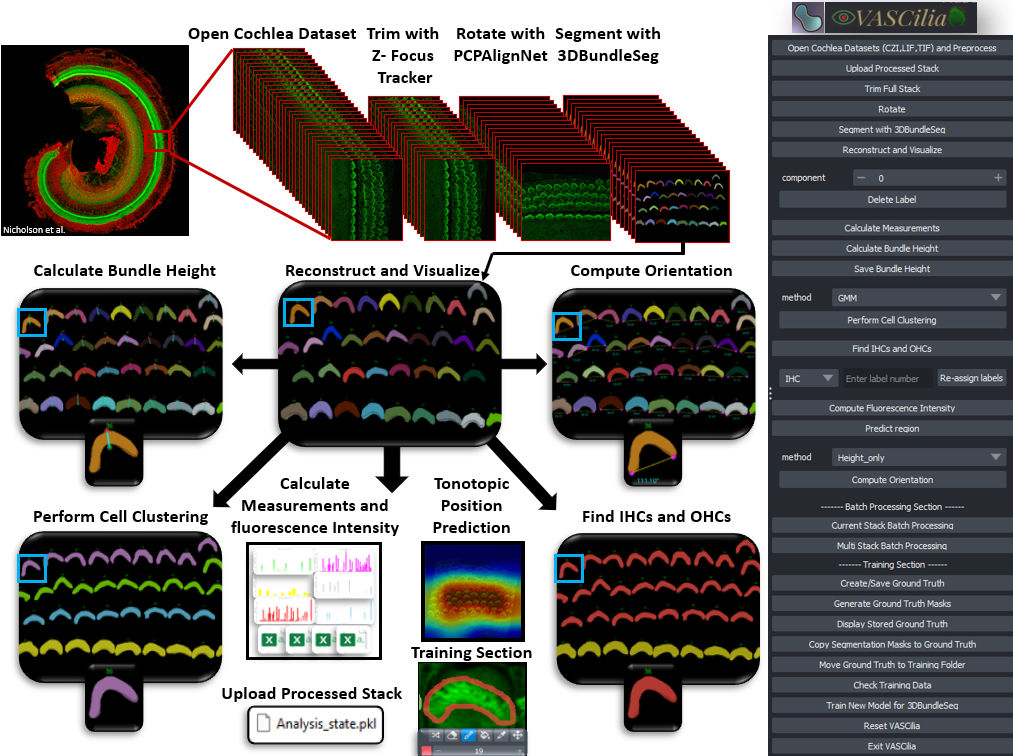 Open Cochlea Dataset
Trim with
Z- Focus
Tracker
Rotate with
PCPAlignNet
Segment with
3DBundleSeg
Nicholson et al.
Calculate Bundle Height
Reconstruct and Visualize
Compute Orientation
111.10°
Perform Cell Clustering
Calculate
Measurements and
fluorescence Intensity
Tonotopic
Position
Prediction
Find IHCs and OHCs
Training Section
Upload Processed Stack
Analysis_state.pkl
19
VASCilia
Open Cochlea Datasets (CZI,LIF,TIF) and Preprocess
Upload Processed Stack
Trim Full Stack
Rotate
Segment with 3DBundleSeg
Reconstruct and Visualize
component
0
Delete Label
Calculate Measurements
Calculate Bundle Height
Save Bundle Height
method
GMM
Perform Cell Clustering
Find IHCs and OHCs
IHC
Enter label number
Re-assign labels
Compute Fluorescence Intensity
Predict region
method
Height_only
Compute Orientation
------- Batch Processing Section ------
Current Stack Batch Processing
Multi Stack Batch Processing
------- Training Section ------
Create/Save Ground Truth
Generate Ground Truth Masks
Display Stored Ground Truth
Copy Segmentation Masks to Ground Truth
Move Ground Truth to Training Folder
Check Training Data
Train New Model for 3DBundleSeg
Reset VASCilia
Exit VASCilia